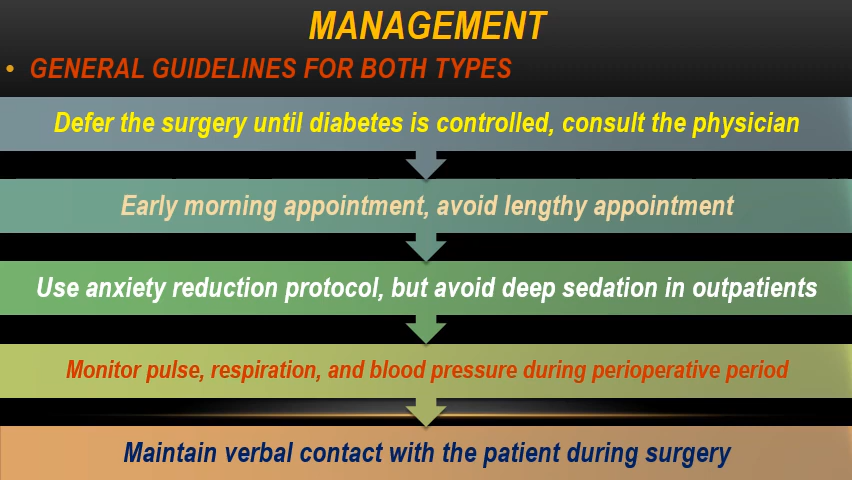 MANAGEMENT
• GENERAL GUIDELINES FOR BOTH TYPES
Defer the surgery until diabetes is controlled, consult the physician
Early morning appointment, avoid lengthy appointment
Use anxiety reduction protocol, but avoid deep sedation in outpatients
Monitor pulse, respiration, and blood pressure during perioperative period
Maintain verbal contact with the patient during surgery